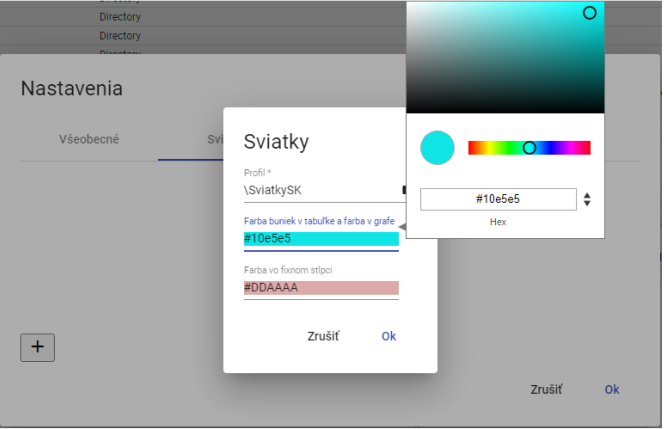 Directory
Directory
Nastavenia
Všeobecné
Svi
Sviatky
Profil *
\SviatkySK
Farba buniek v tabuľke a farba v grafe
#10e5e5
Farba vo fixnom stĺpci
#DDAAAA
Zrušiť
Ok
#10e5e5
Hex
+
Zrušiť
Ok